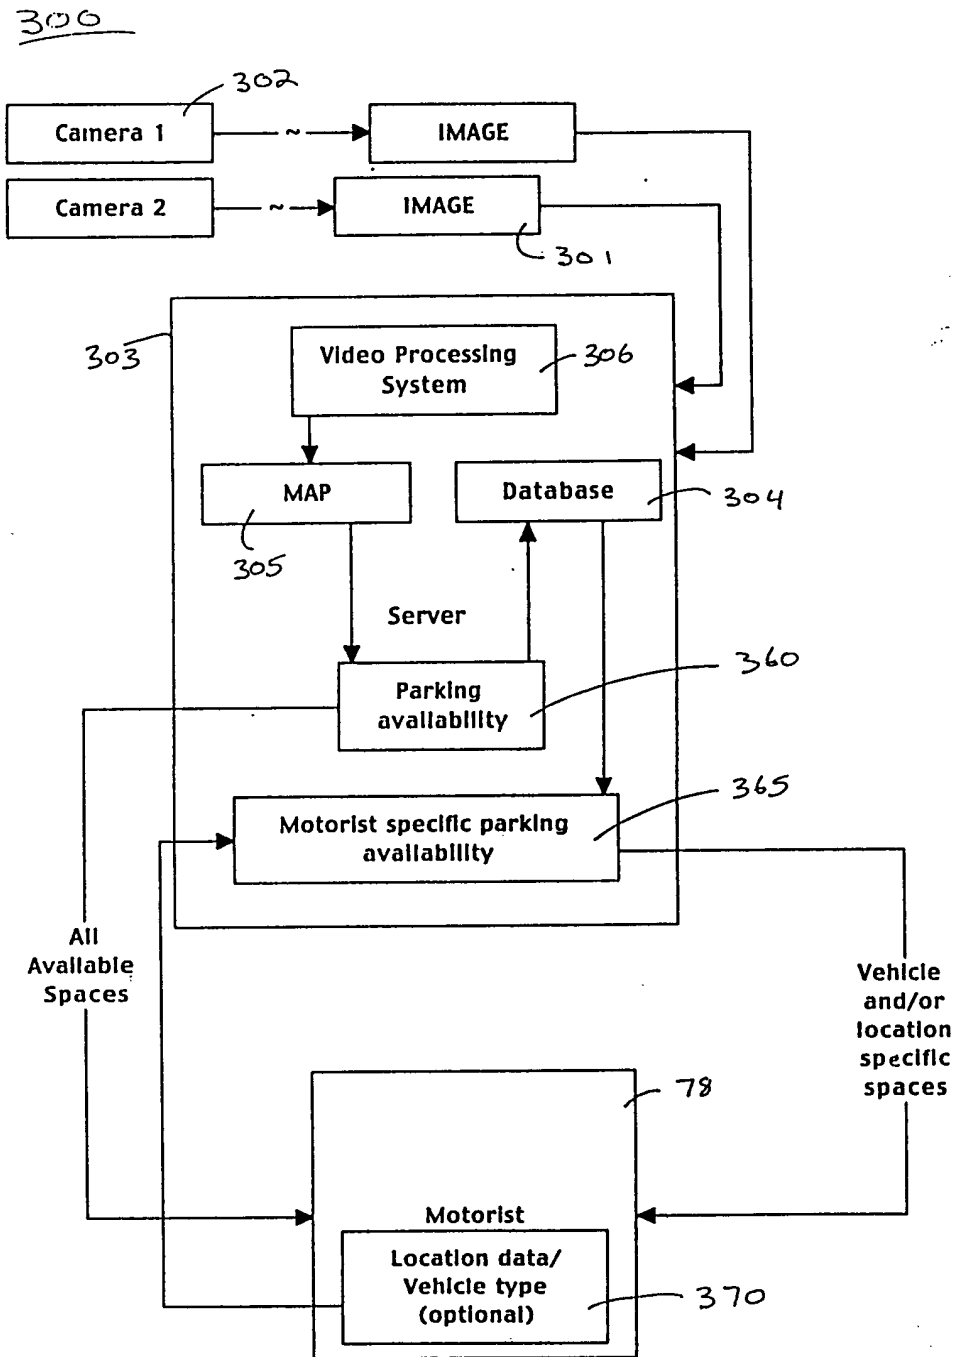 300
302
Camera 1
IMAGE
Camera 2
IMAGE
301
303
Video Processing
System
306
MAP
Database
304
305
Server
360
Parking
availability
365
Motorist specific parking
availability
All
Available
Spaces
Vehicle
and/or
location
specific
spaces
78
Motorist
Location data/
Vehicle type
(optional)
370